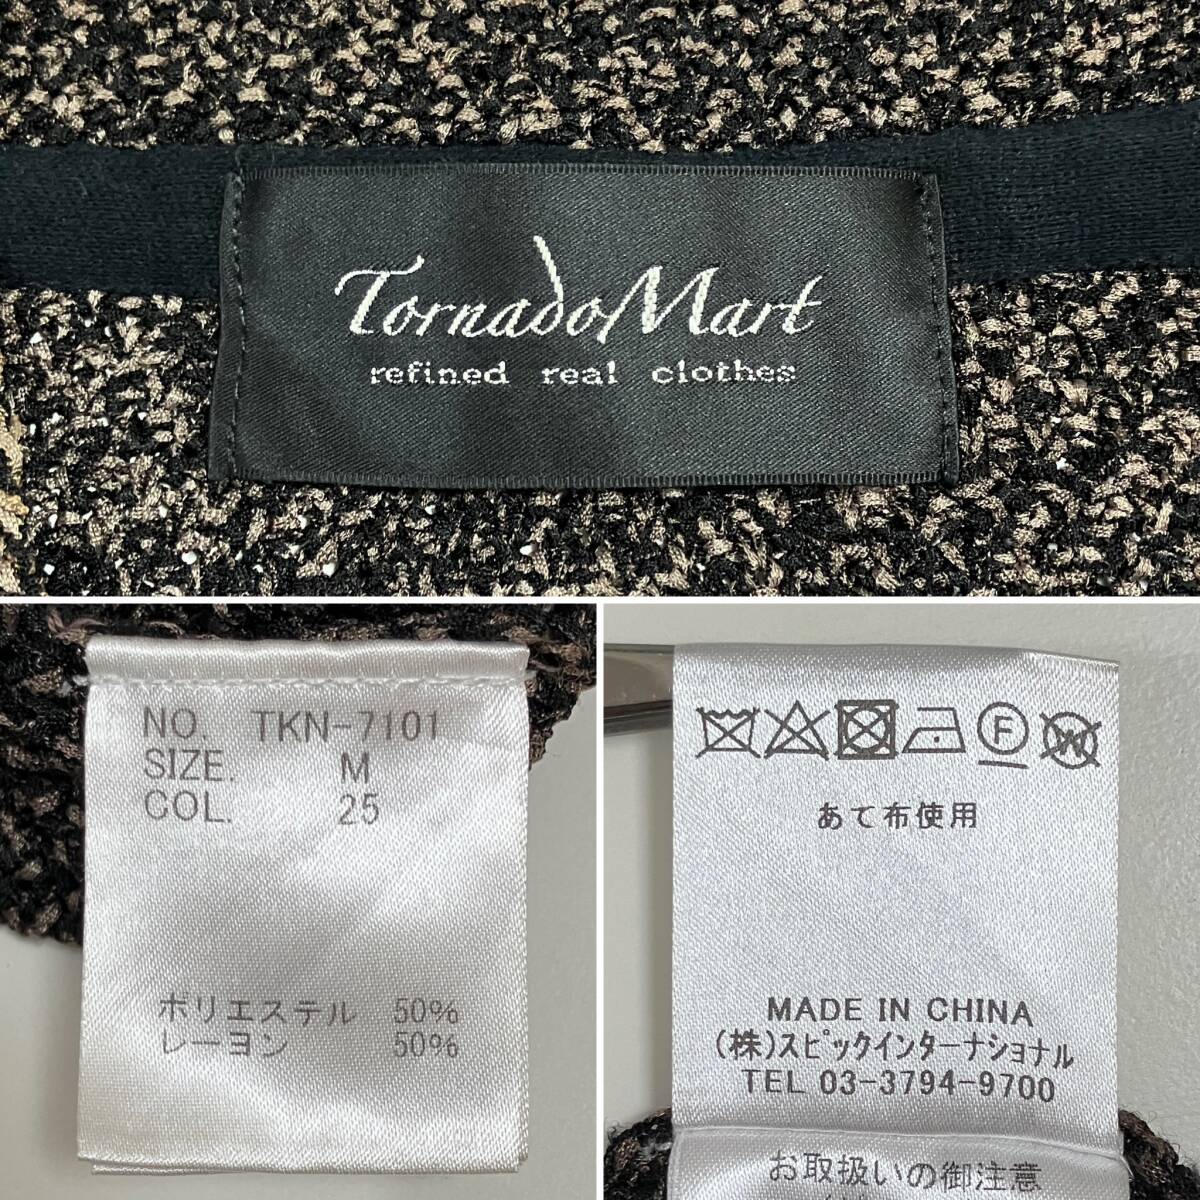 TornadoMart
refined real clothes
NO. TKN-7101
SIZE. M
COL. 25
ポリエステル 50%
レーヨン 50%
F W
あて布使用
MADE IN CHINA
(株)スピックインターナショナル
TEL 03-3794-9700
お取扱いの御注意